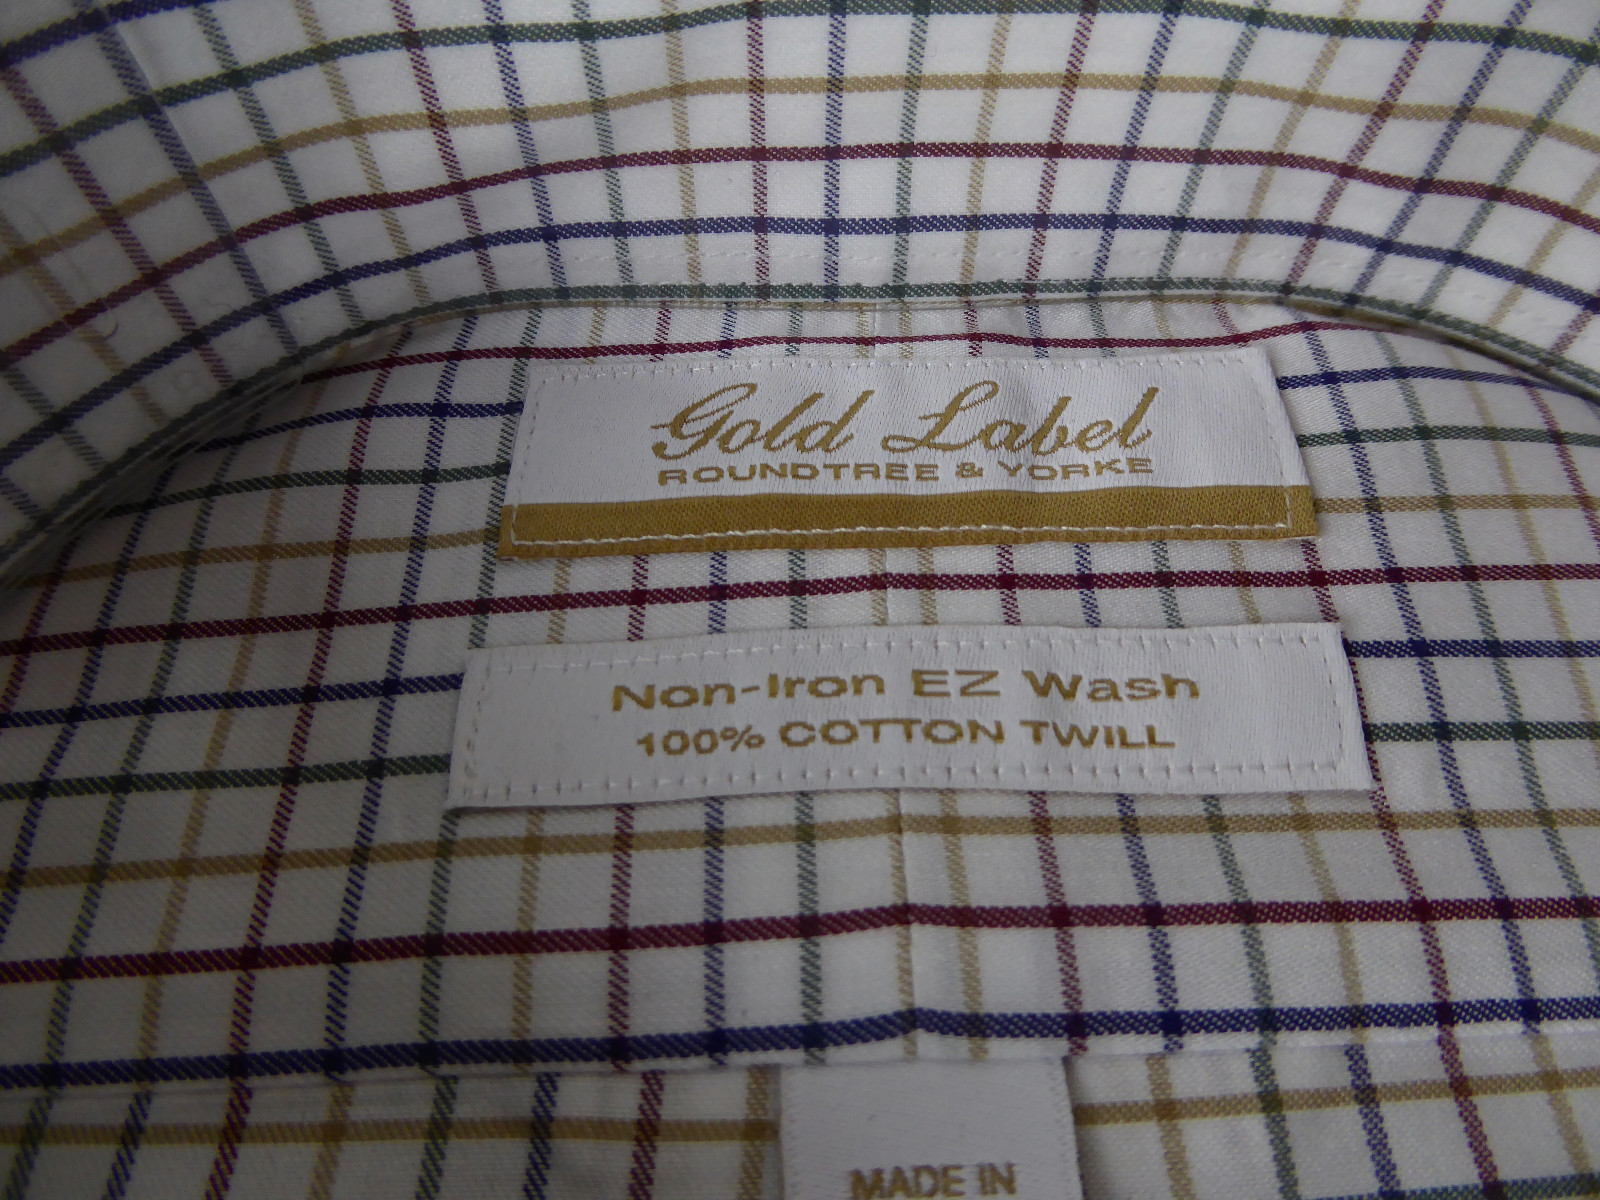 Gold Label
ROUNDTREE & YORKE
Non-Iron EZ Wash
100% COTTON TWILL
MADE IN